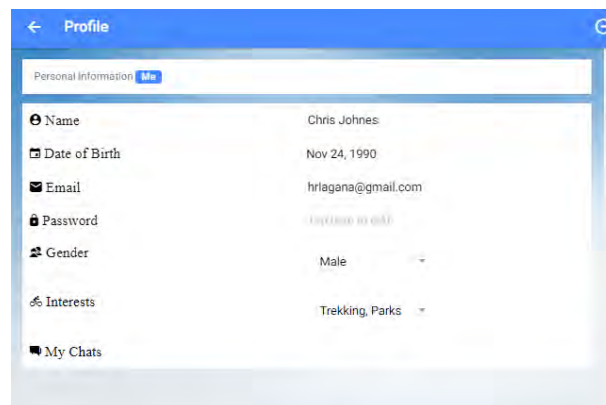 Profile
Personal Information Me
Name Chris Johnes
Date of Birth Nov 24, 1990
Email hrlagana@gmail.com
Password
Gender Male
Interests Trekking, Parks
My Chats